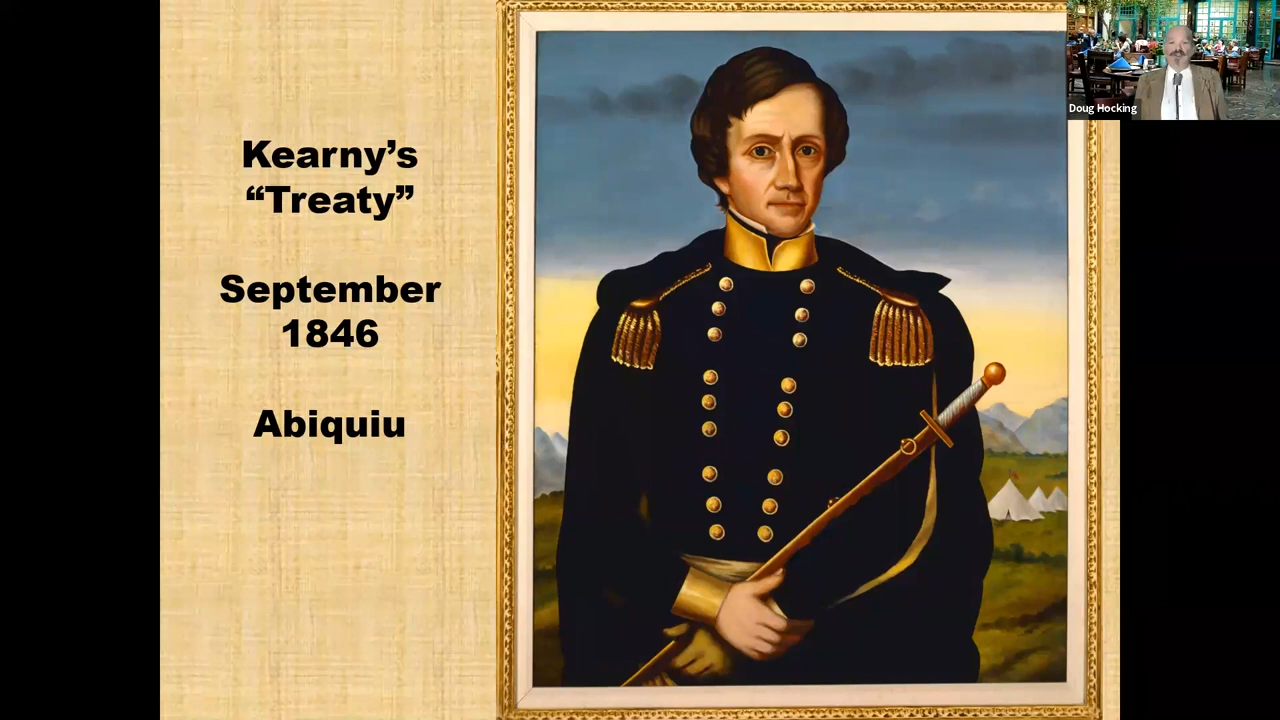 Kearny’s
“Treaty”
September
1846
Abiquiu
Doug Hocking